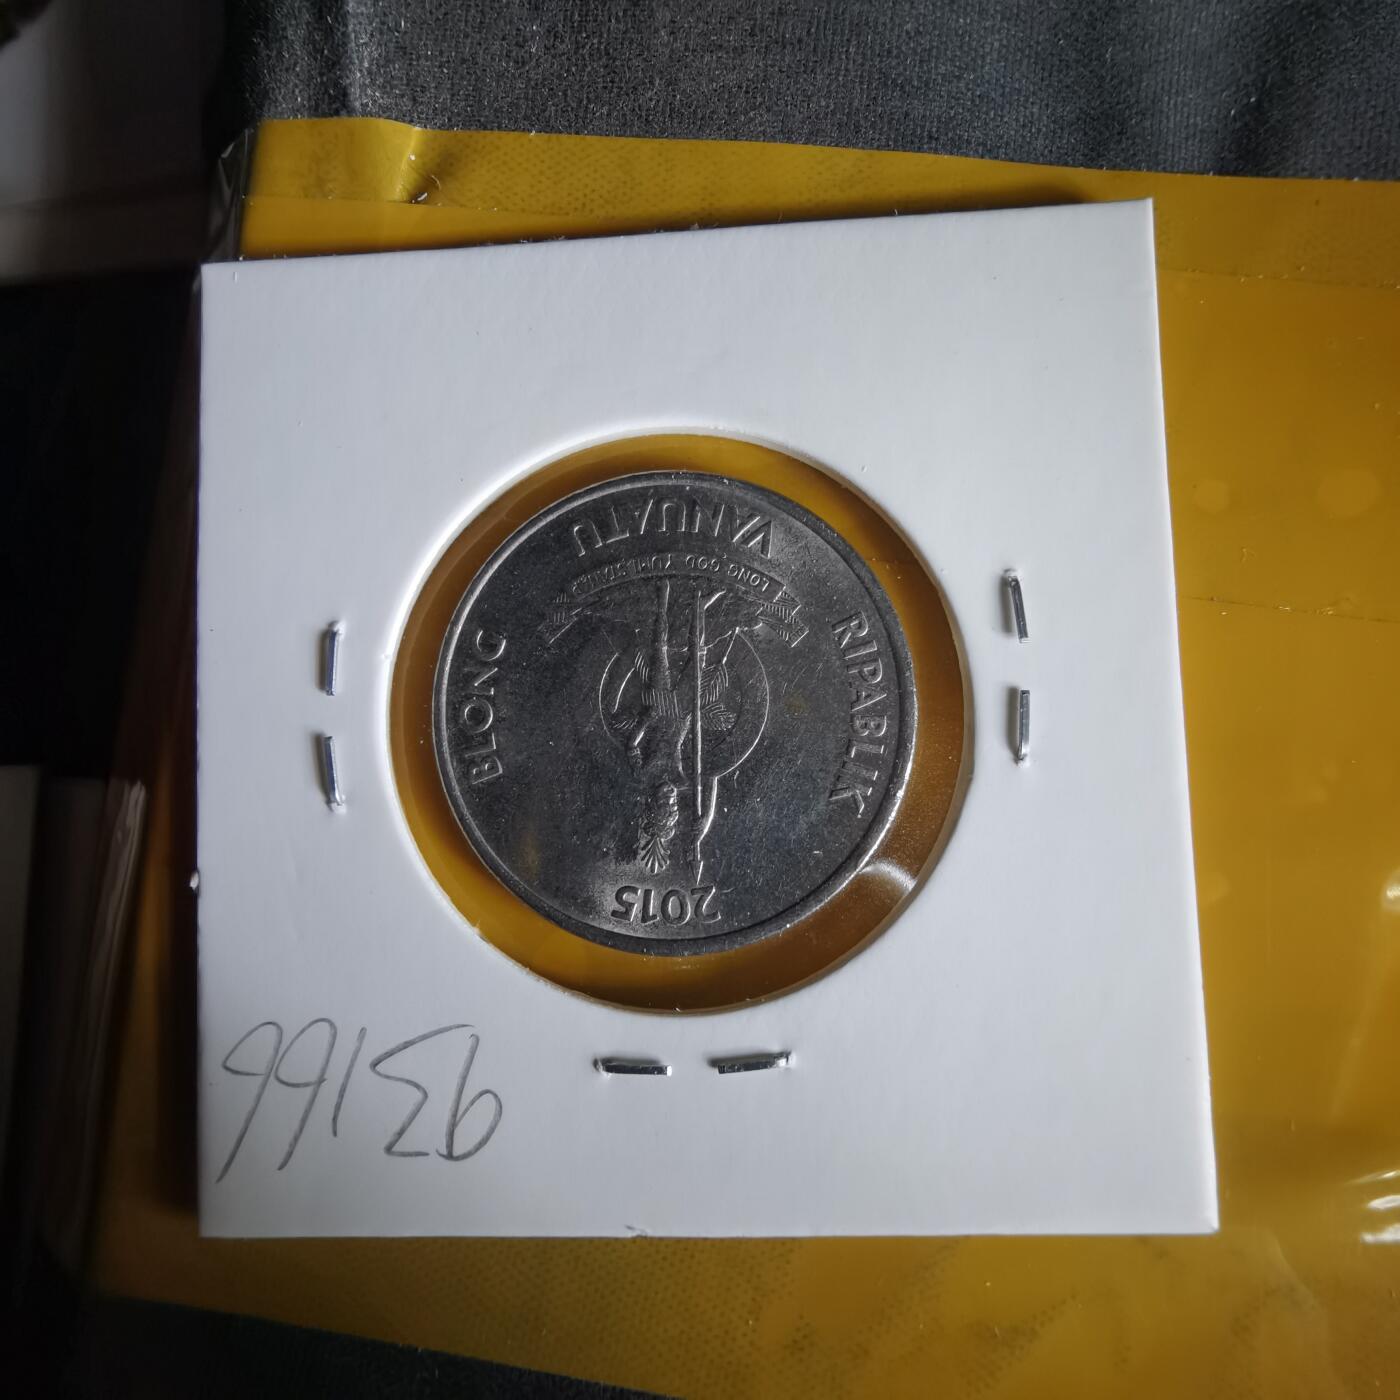 2015
RIPABLIK
BLONG
LONG GOD YUMI STANAP
VANUATU
93166